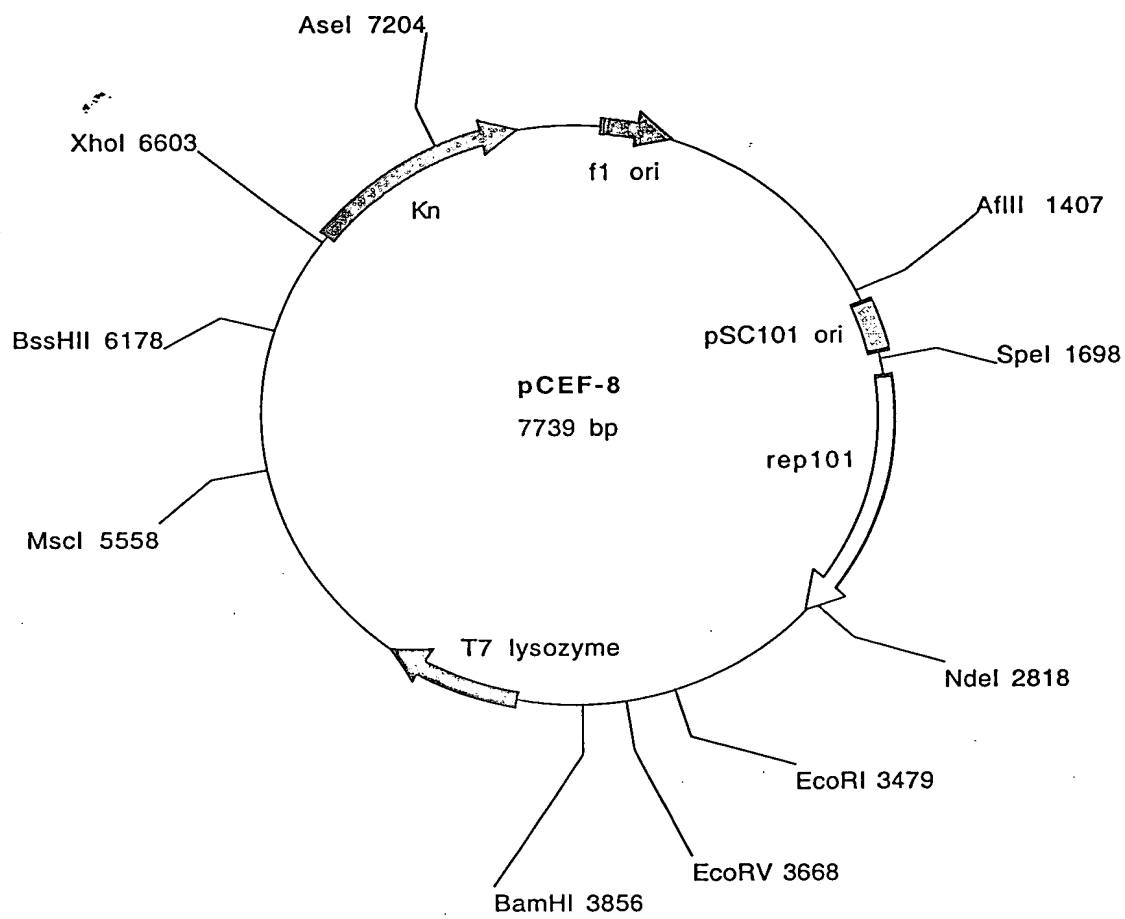 AseI 7204
XhoI 6603
f1 ori
Kn
AflIII 1407
BssHII 6178
pSC101 ori
SpeI 1698
pCEF-8
7739 bp
rep101
MscI 5558
T7 lysozyme
NdeI 2818
EcoRI 3479
EcoRV 3668
BamHI 3856